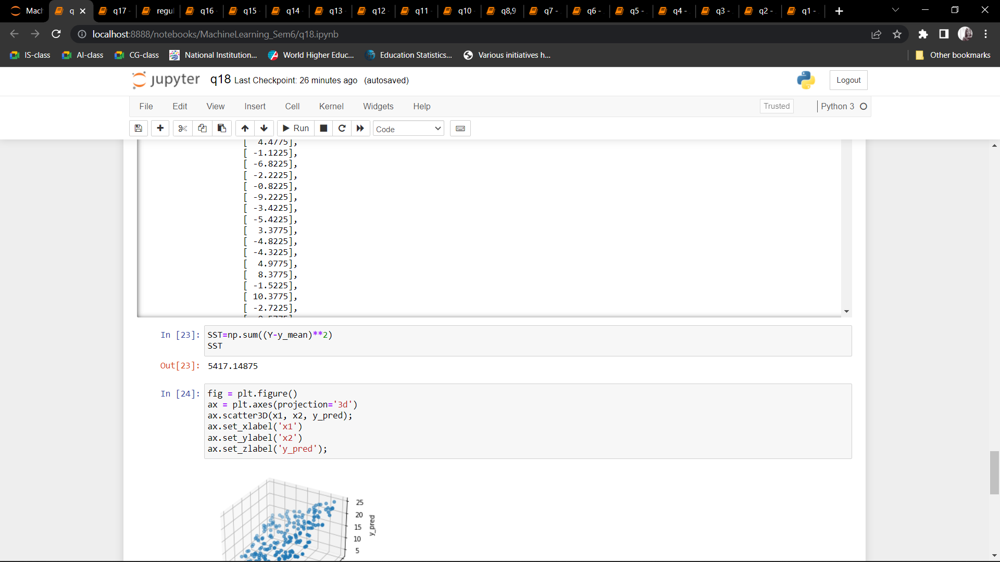 Mac
q
q17 -
regul
q16 -
q15 -
q14 -
q13 -
q12 -
q11 -
q10 -
q8,9
q7 -
q6 -
q5 -
q4 -
q3 -
q2 -
q1 -
localhost:8888/notebooks/MachineLearning_Sem6/q18.ipynb
IS-class
AI-class
CG-class
National Institution...
World Higher Educ...
Education Statistics...
Various initiatives h...
Other bookmarks
jupyter q18 Last Checkpoint: 26 minutes ago (autosaved)
Logout
File Edit View Insert Cell Kernel Widgets Help
Trusted
Python 3
Run
Code
[  4.4775],
[ -1.1225],
[ -6.8225],
[ -2.2225],
[ -0.8225],
[ -9.2225],
[ -3.4225],
[ -5.4225],
[  3.3775],
[ -4.8225],
[ -4.3225],
[  4.9775],
[  8.3775],
[ -1.5225],
[ 10.3775],
[ -2.7225],
In [23]: SST=np.sum((Y-y_mean)**2)
SST
Out[23]: 5417.14875
In [24]: fig = plt.figure()
ax = plt.axes(projection='3d')
ax.scatter3D(x1, x2, y_pred);
ax.set_xlabel('x1')
ax.set_ylabel('x2')
ax.set_zlabel('y_pred');
25
20
15
10
5
y_pred